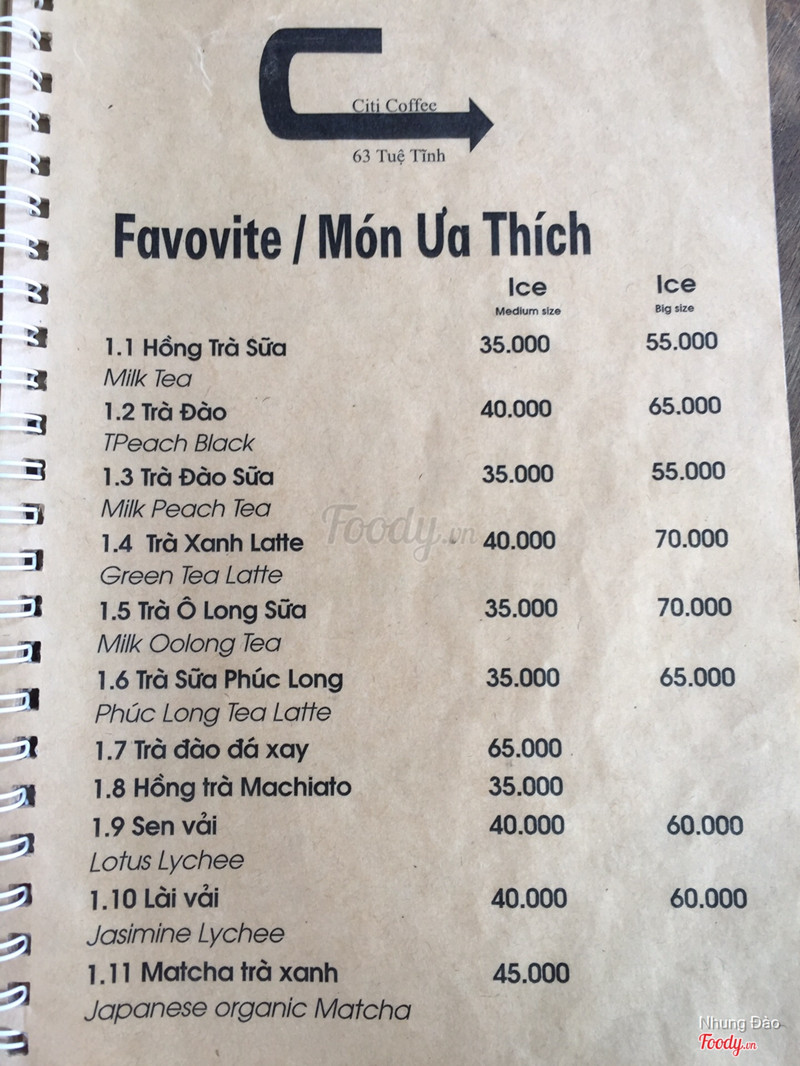 Citi Coffee
63 Tuệ Tĩnh
Favovite / Món Ưa Thích
Ice Ice
Medium size Big size
1.1 Hồng Trà Sữa 35.000 55.000
Milk Tea
1.2 Trà Đào 40.000 65.000
TPeach Black
1.3 Trà Đào Sữa 35.000 55.000
Milk Peach Tea
Foody.vn
1.4 Trà Xanh Latte 40.000 70.000
Green Tea Latte
1.5 Trà Ô Long Sữa 35.000 70.000
Milk Oolong Tea
1.6 Trà Sữa Phúc Long 35.000 65.000
Phúc Long Tea Latte
1.7 Trà đào đá xay 65.000
1.8 Hồng trà Machiato 35.000
1.9 Sen vải 40.000 60.000
Lotus Lychee
1.10 Lài vải 40.000 60.000
Jasimine Lychee
1.11 Matcha trà xanh 45.000
Japanese organic Matcha
Nhung Đào
Foody.vn